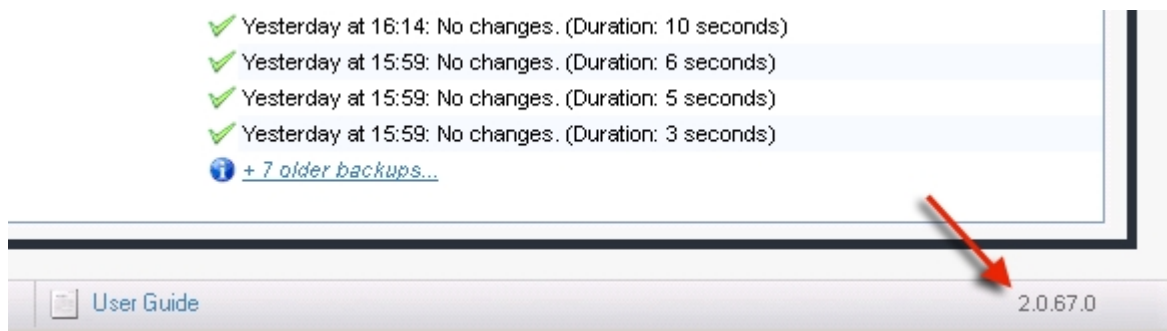 Yesterday at 16:14: No changes. (Duration: 10 seconds)
Yesterday at 15:59: No changes. (Duration: 6 seconds)
Yesterday at 15:59: No changes. (Duration: 5 seconds)
Yesterday at 15:59: No changes. (Duration: 3 seconds)
+ 7 older backups...
User Guide 2.0.67.0